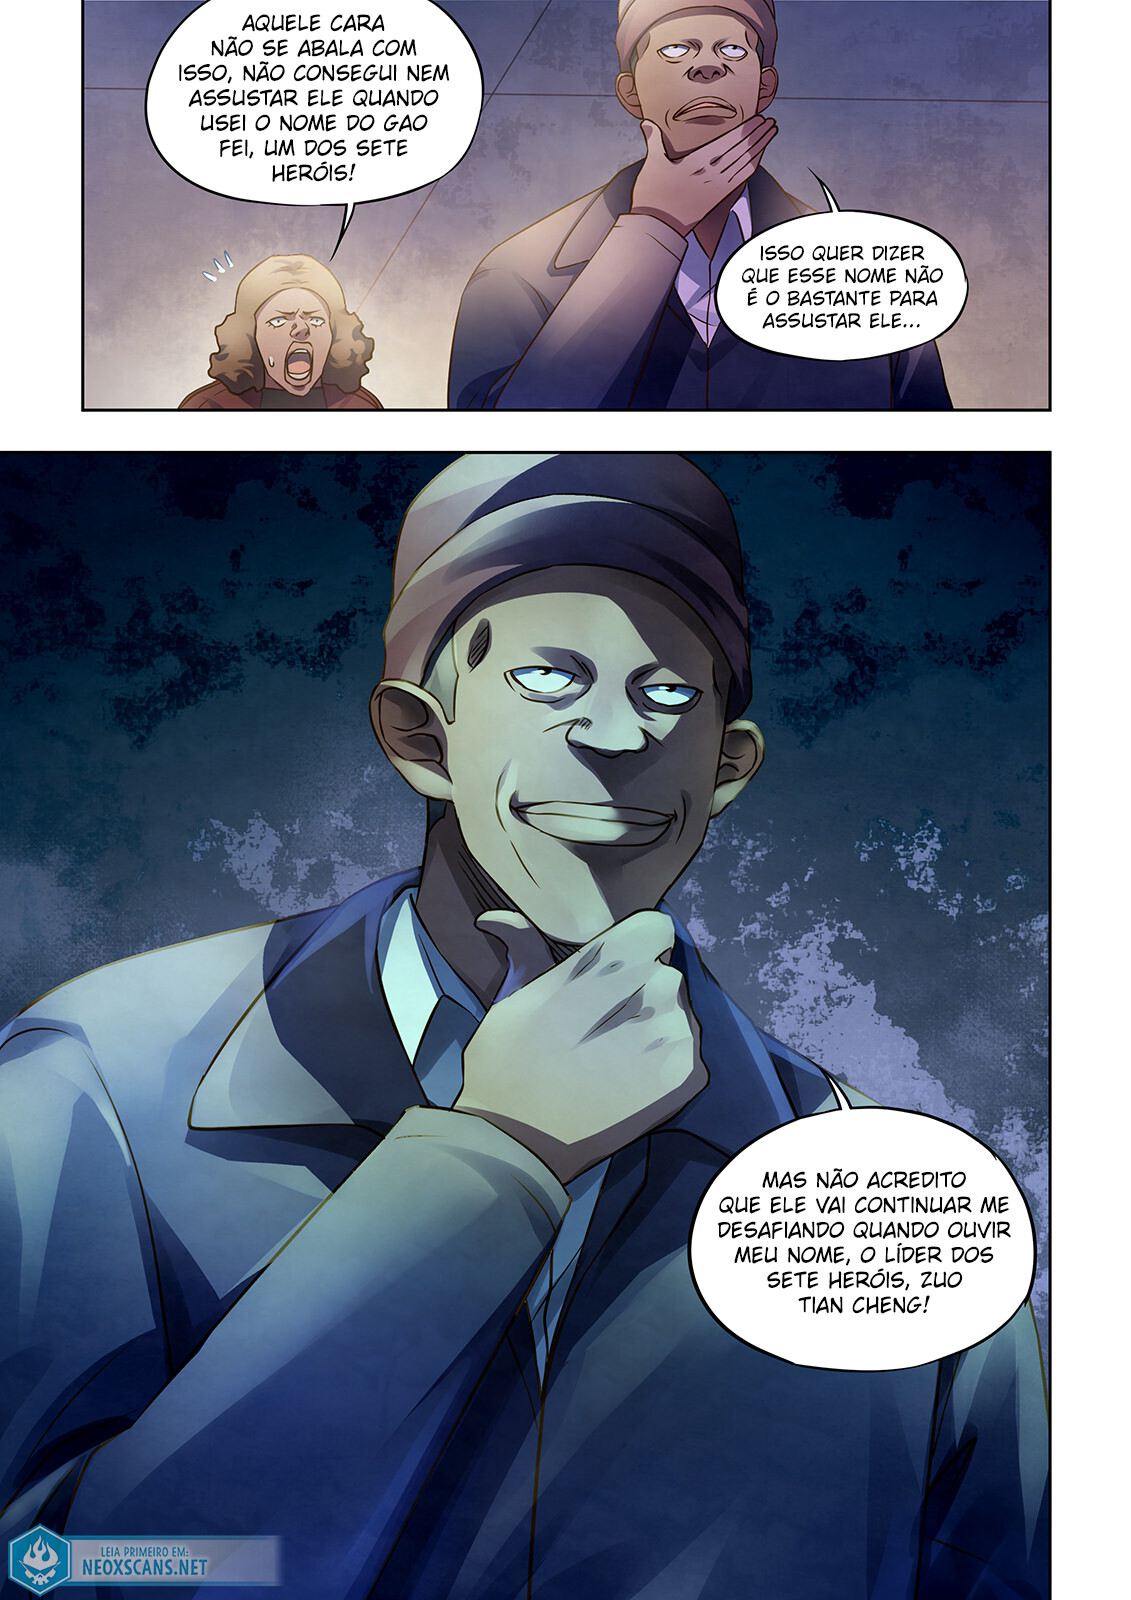 AQUELE CARA
NÃO SE ABALA COM
ISSO, NÃO CONSEGUI NEM
ASSUSTAR ELE QUANDO
USEI O NOME DO GAO
FEI, UM DOS SETE
HERÓIS!
ISSO QUER DIZER
QUE ESSE NOME NÃO
É O BASTANTE PARA
ASSUSTAR ELE...
MAS NÃO ACREDITO
QUE ELE VAI CONTINUAR ME
DESAFIANDO QUANDO OUVIR
MEU NOME, O LÍDER DOS
SETE HERÓIS, ZUO
TIAN CHENG!
LEIA PRIMEIRO EM:
NEOXSCANS.NET